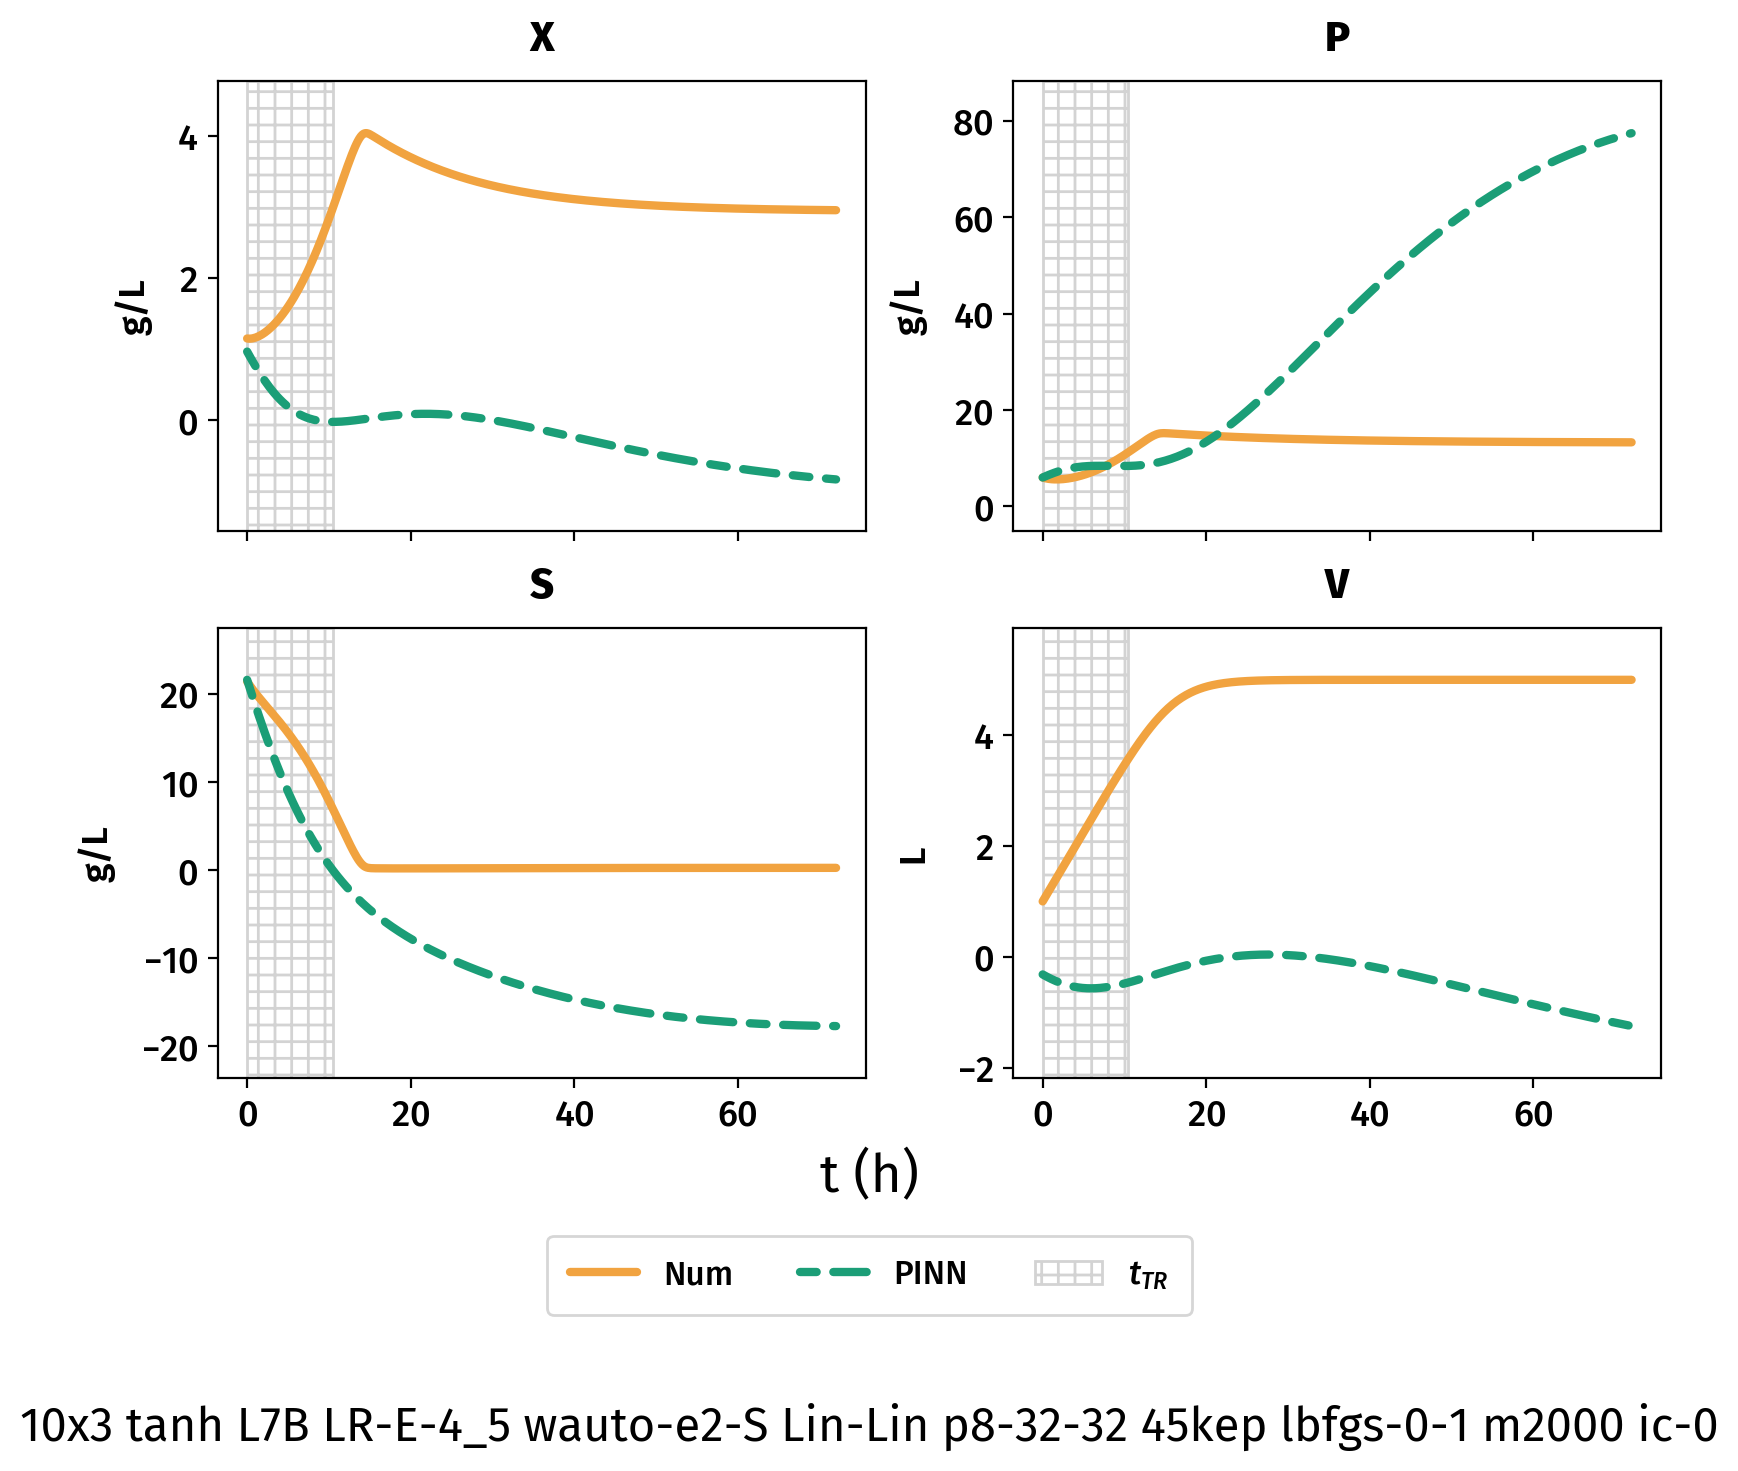 X
P
4
2
0
g/L
80
60
40
20
0
g/L
S
V
20
10
0
−10
−20
g/L
4
2
0
−2
L
0 20 40 60
0 20 40 60
t (h)
Num PINN tTR
10x3 tanh L7B LR-E-4_5 wauto-e2-S Lin-Lin p8-32-32 45kep lbfgs-0-1 m2000 ic-0